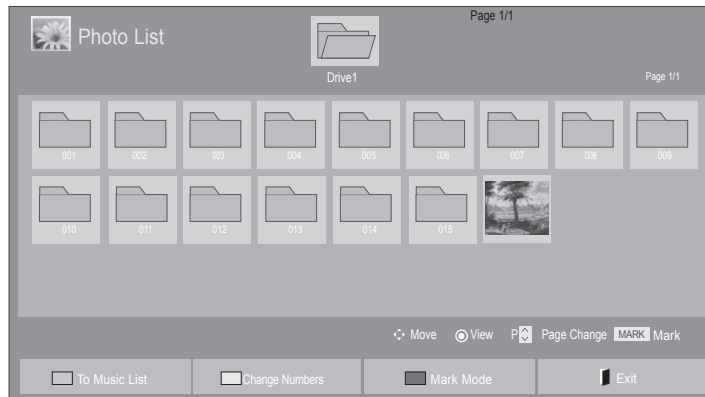 Page 1/1
Photo List
Drive1
Page 1/1
001 002 003 004 005 006 007 008 009
010 011 012 013 014 015
Move View P Page Change MARK Mark
To Music List Change Numbers Mark Mode Exit